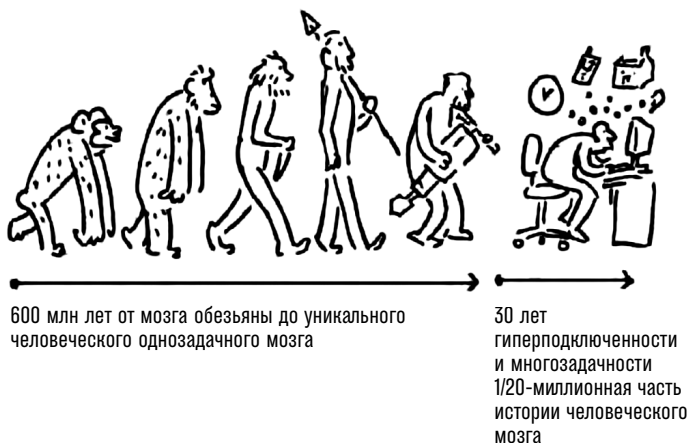 600 млн лет от мозга обезьяны до уникального
человеческого однозадачного мозга
30 лет
гиперподключенности
и многозадачности
1/20-миллионная часть
истории человеческого
мозга